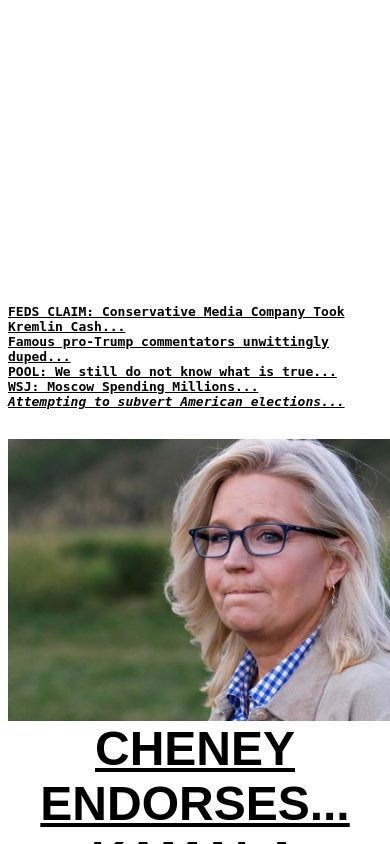 FEDS CLAIM: Conservative Media Company Took
Kremlin Cash...
Famous pro-Trump commentators unwittingly
duped...
POOL: We still do not know what is true...
WSJ: Moscow Spending Millions...
Attempting to subvert American elections...
CHENEY
ENDORSES...